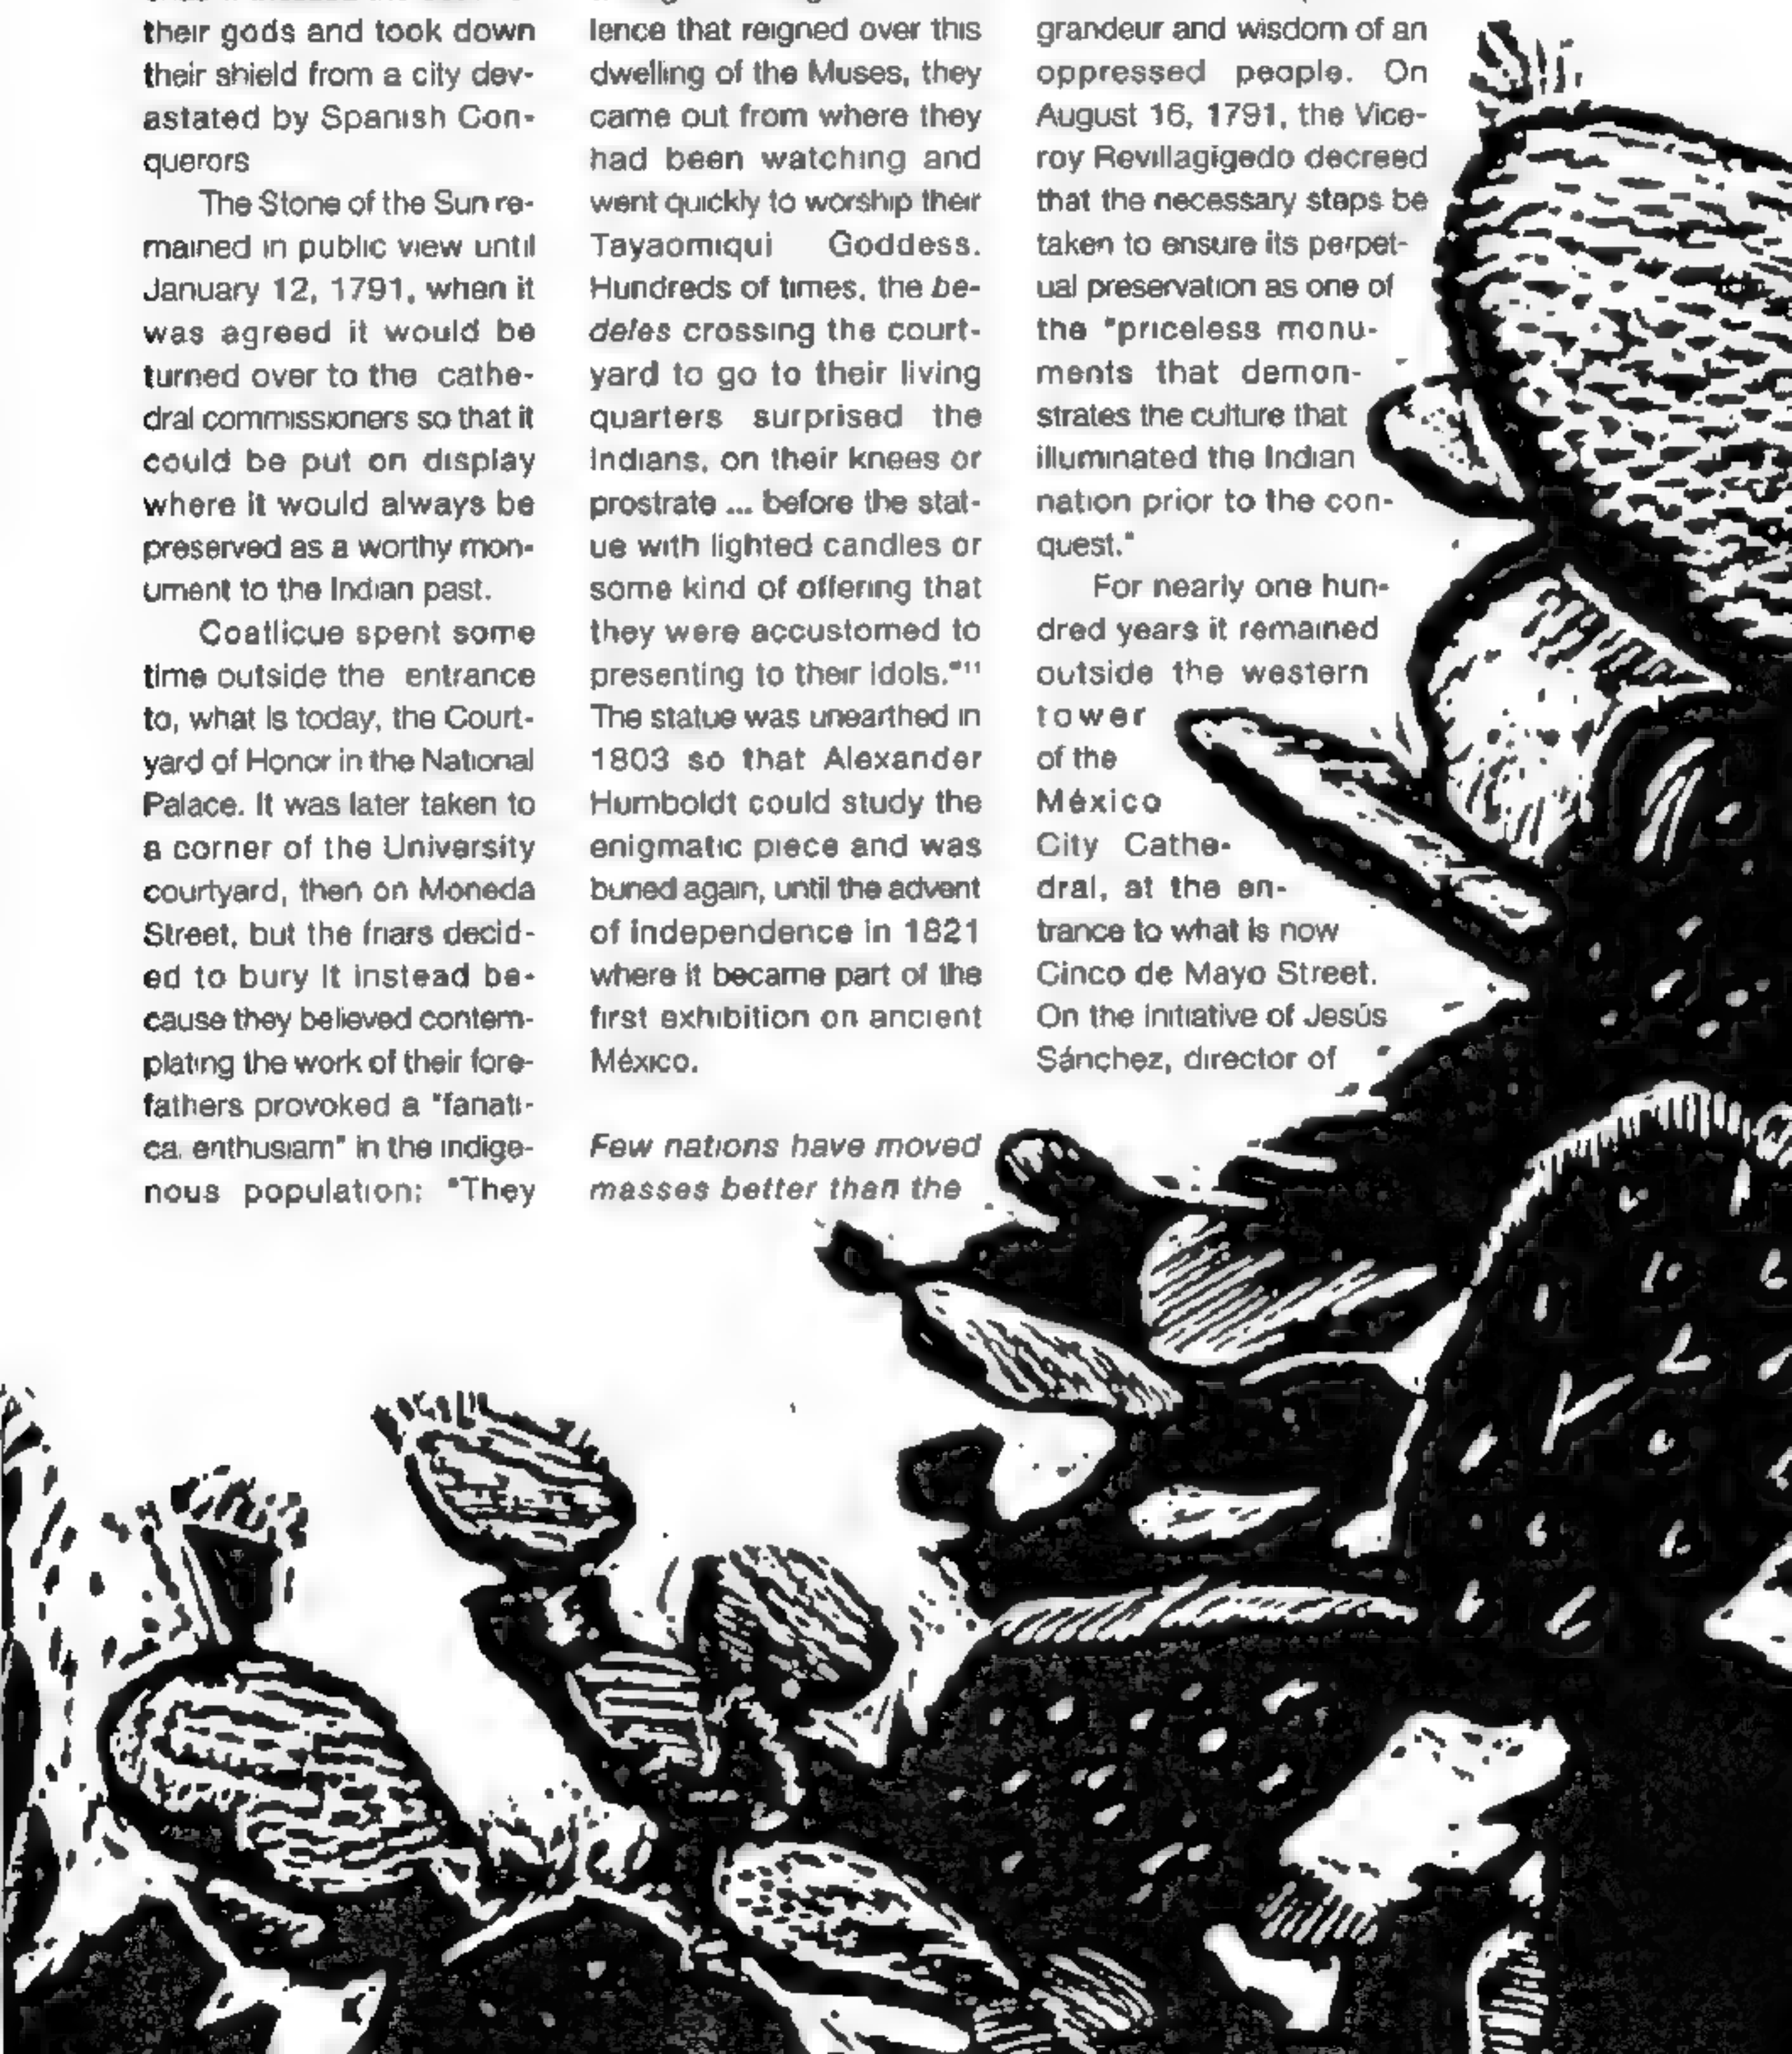 their gods and took down
their shield from a city dev-
astated by Spanish Con-
querors
The Stone of the Sun re-
mained in public view until
January 12, 1791, when it
was agreed it would be
turned over to the cathe-
dral commissioners so that it
could be put on display
where it would always be
preserved as a worthy mon-
ument to the Indian past.
Coatlicue spent some
time outside the entrance
to, what is today, the Court-
yard of Honor in the National
Palace. It was later taken to
a corner of the University
courtyard, then on Moneda
Street, but the friars decid-
ed to bury it instead be-
cause they believed contem-
plating the work of their fore-
fathers provoked a "fanati-
ca. enthusiam" in the indige-
nous population: "They
lence that reigned over this
dwelling of the Muses, they
came out from where they
had been watching and
went quickly to worship their
Tayaomiqui Goddess.
Hundreds of times, the be-
deles crossing the court-
yard to go to their living
quarters surprised the
Indians, on their knees or
prostrate ... before the stat-
ue with lighted candles or
some kind of offering that
they were accustomed to
presenting to their idols."¹¹
The statue was unearthed in
1803 so that Alexander
Humboldt could study the
enigmatic piece and was
buried again, until the advent
of independence in 1821
where it became part of the
first exhibition on ancient
México.
Few nations have moved
masses better than the
grandeur and wisdom of an
oppressed people. On
August 16, 1791, the Vice-
roy Revillagigedo decreed
that the necessary steps be
taken to ensure its perpet-
ual preservation as one of
the "priceless monu-
ments that demon-
strates the culture that
illuminated the Indian
nation prior to the con-
quest."
For nearly one hun-
dred years it remained
outside the western
tower
of the
México
City Cathe-
dral, at the en-
trance to what is now
Cinco de Mayo Street.
On the initiative of Jesús
Sánchez, director of